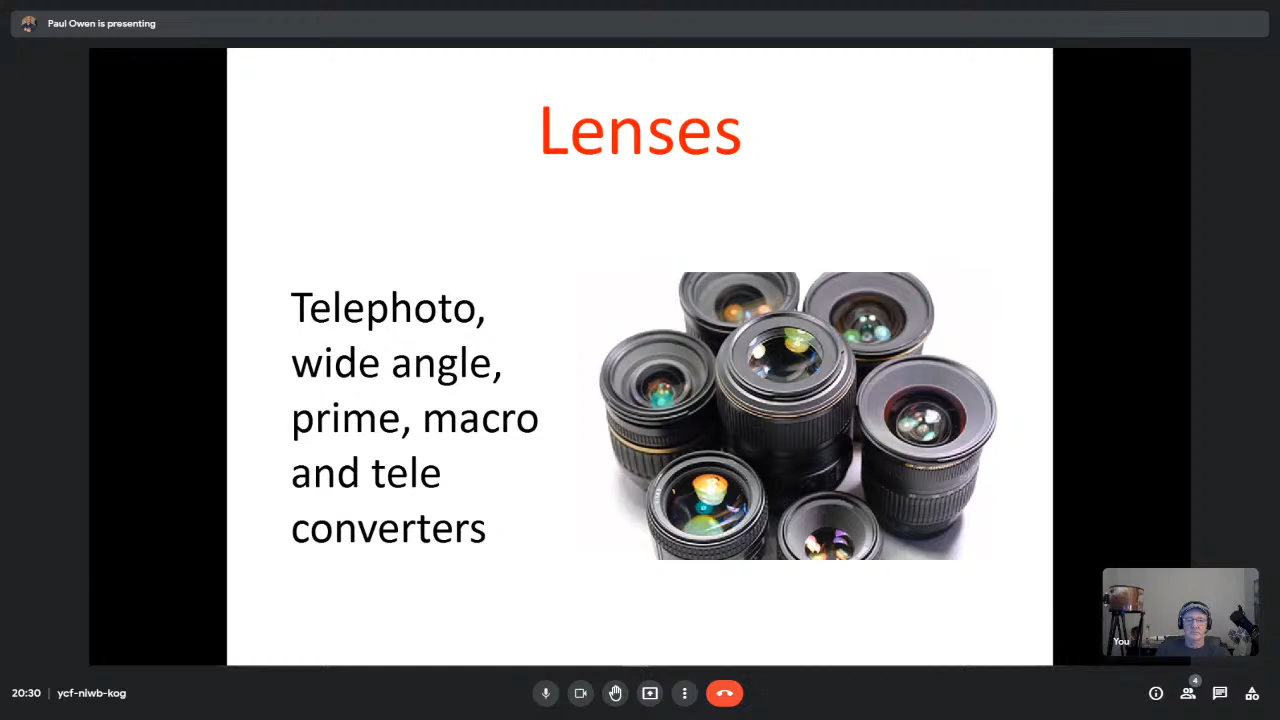 Paul Owen is presenting
Lenses
Telephoto,
wide angle,
prime, macro
and tele
converters
You
4
20:30 | ycf-niwb-kog